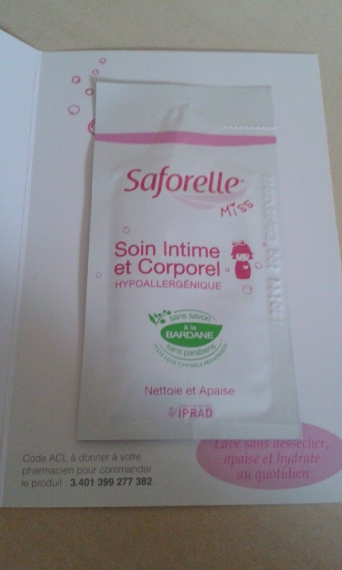 Saforelle
Miss
Soin Intime
et Corporel
HYPOALLERGÉNIQUE
sans savon
à la
BARDANE
sans parabens
Nettoie et Apaise
IPRAD
Lave sans dessécher,
apaise et hydrate
au quotidien
Code ACL à donner à votre
pharmacien pour commander
le produit : 3.401 399 277 382